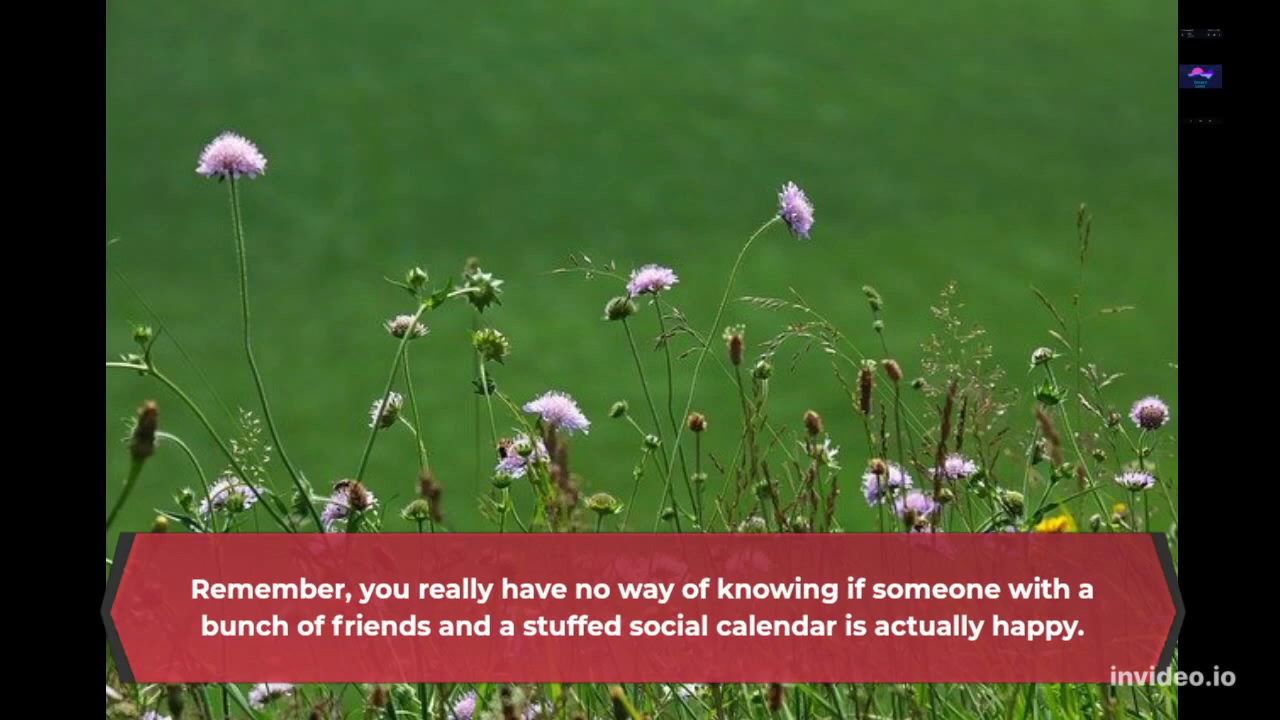 Remember, you really have no way of knowing if someone with a
bunch of friends and a stuffed social calendar is actually happy.
invideo.io